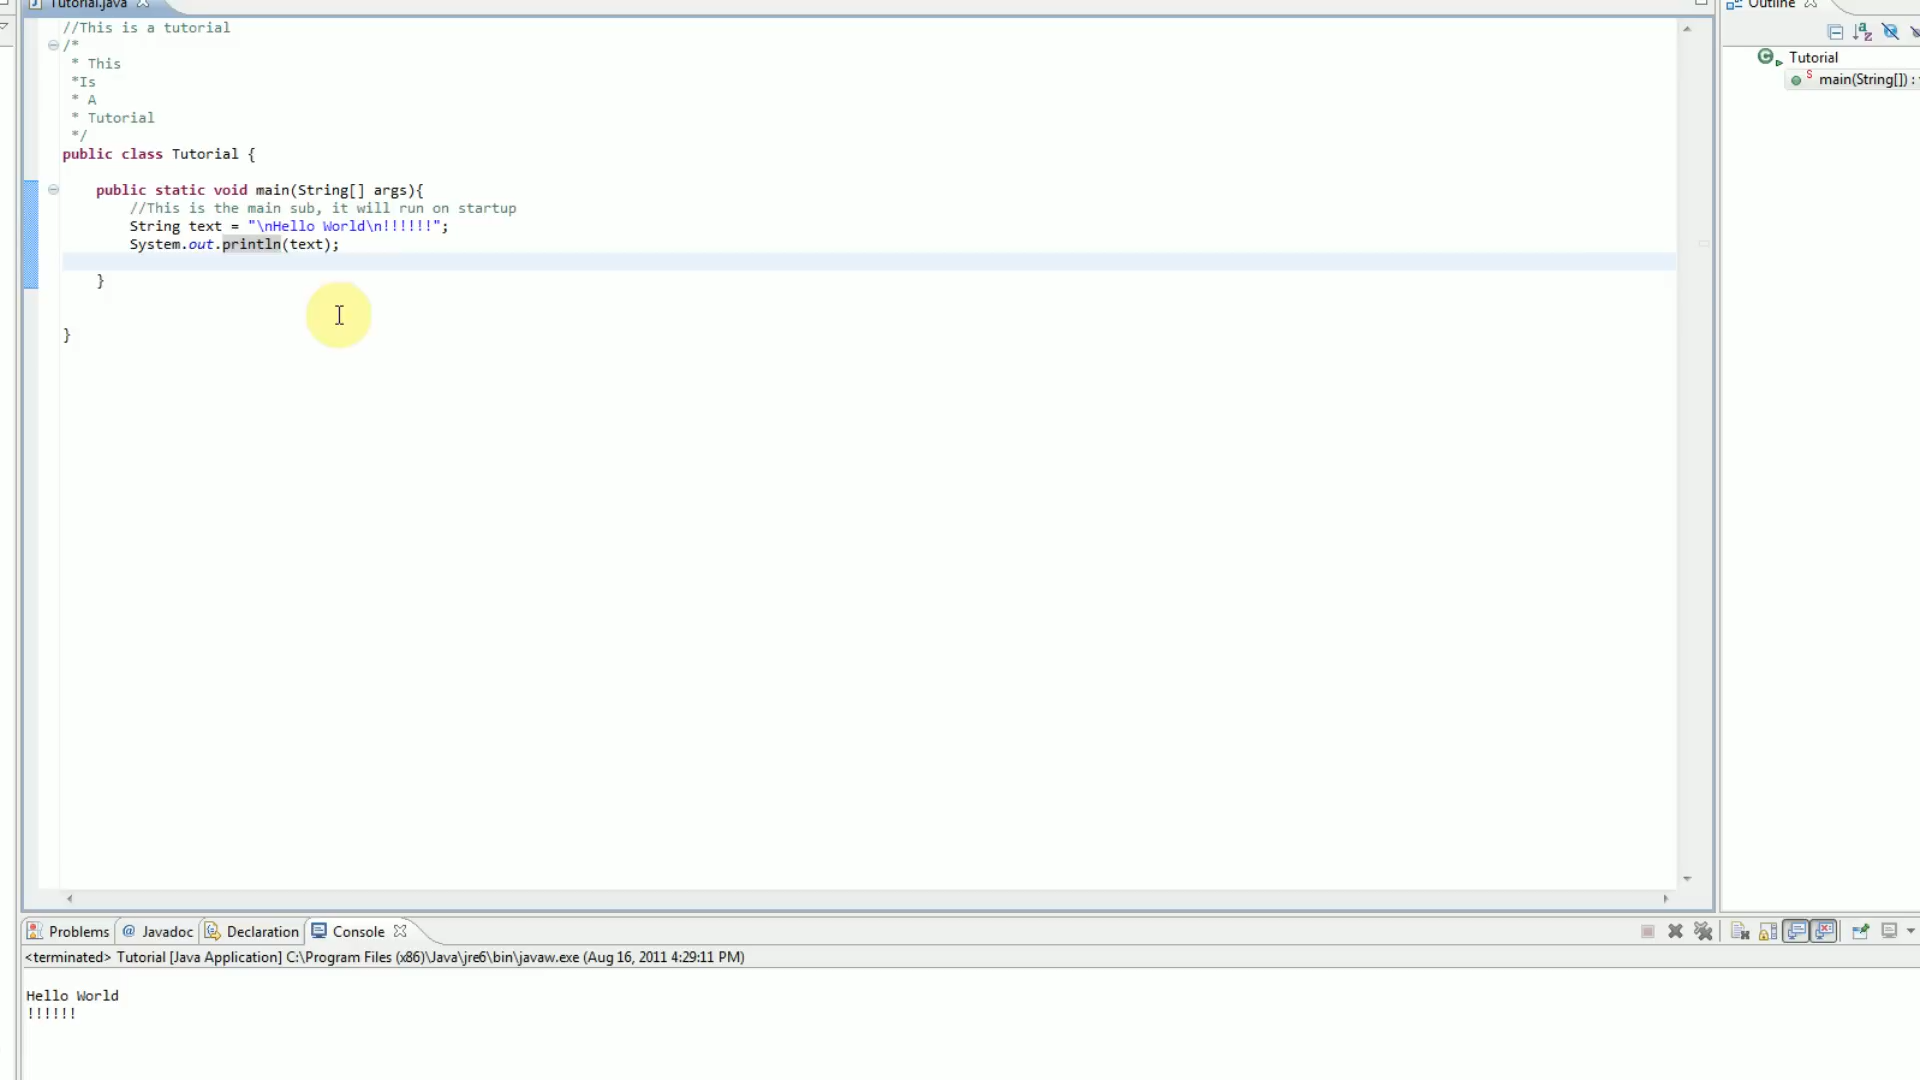 Tutorial.java
Outline
//This is a tutorial
/*
* This
*Is
* A
* Tutorial
*/
public class Tutorial {
public static void main(String[] args){
//This is the main sub, it will run on startup
String text = "\nHello World\n!!!!!!";
System.out.println(text);
}
}
Tutorial
main(String[]) :
Problems
@ Javadoc
Declaration
Console
<terminated> Tutorial [Java Application] C:\Program Files (x86)\Java\jre6\bin\javaw.exe (Aug 16, 2011 4:29:11 PM)
Hello World
!!!!!!